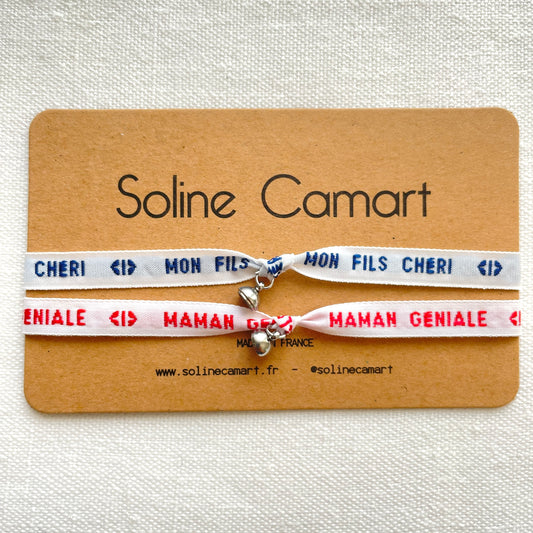 Soline Camart
CHERI <I> MON FILS MON FILS CHERI <I>
GENIALE <I> MAMAN GE MAMAN GENIALE <
MADE IN FRANCE
www.solinecamart.fr - @solinecamart